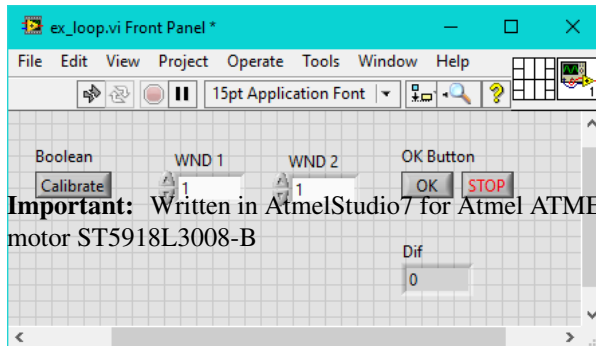 ex_loop.vi Front Panel *
File Edit View Project Operate Tools Window Help
15pt Application Font
1
Boolean WND 1 WND 2 OK Button
Calibrate 1 1 OK STOP
Important: Written in AtmelStudio7 for Atmel ATME
motor ST5918L3008-B
Dif
0